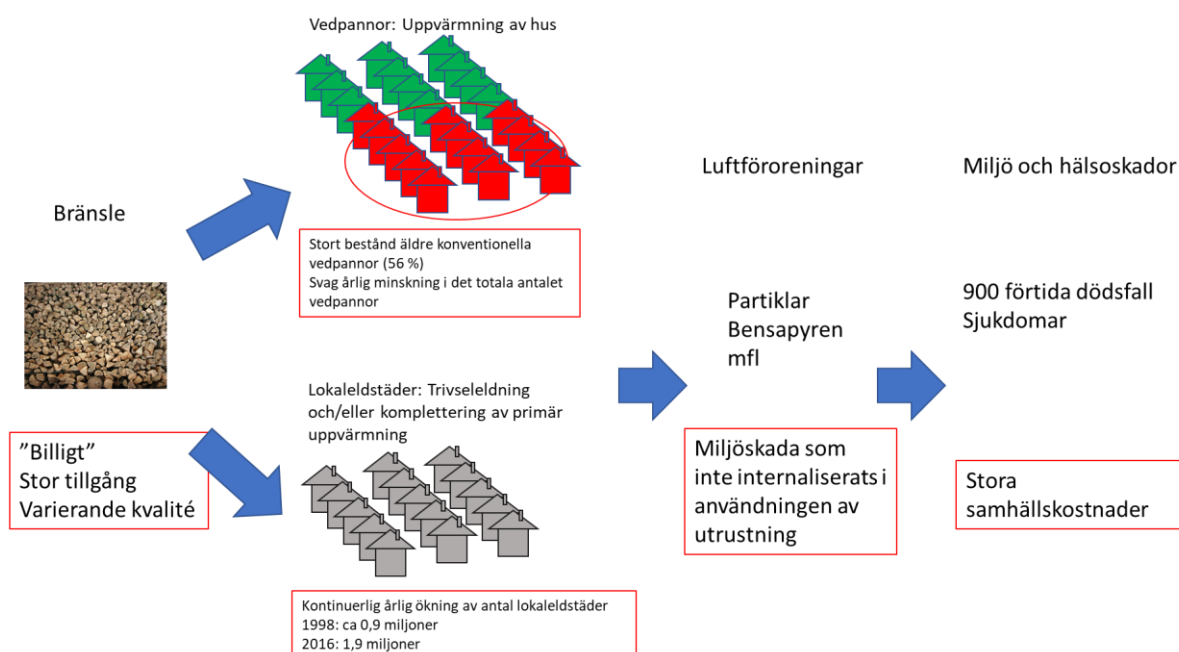 Vedpannor: Uppvärmning av hus
Bränsle
Stort bestånd äldre konventionella
vedpannor (56 %)
Svag årlig minskning i det totala antalet
vedpannor
”Billigt”
Stor tillgång
Varierande kvalité
Lokaleldstäder: Trivseleldning
och/eller komplettering av primär
uppvärmning
Kontinuerlig årlig ökning av antal lokaleldstäder
1998: ca 0,9 miljoner
2016: 1,9 miljoner
Luftföroreningar
Partiklar
Bensapyren
mfl
Miljöskada som
inte internaliserats i
användningen av
utrustning
Miljö och hälsoskador
900 förtida dödsfall
Sjukdomar
Stora
samhällskostnader